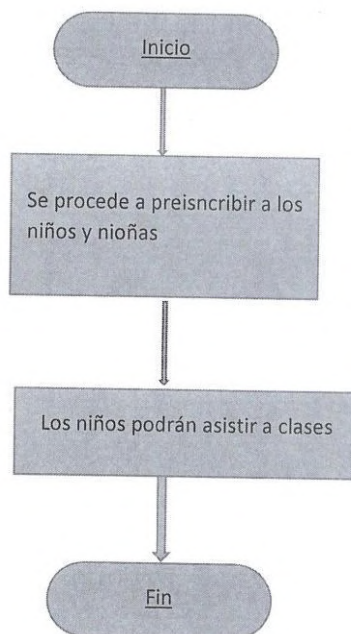 Inicio
Se procede a preisncribir a los
niños y nioñas
Los niños podrán asistir a clases
Fin